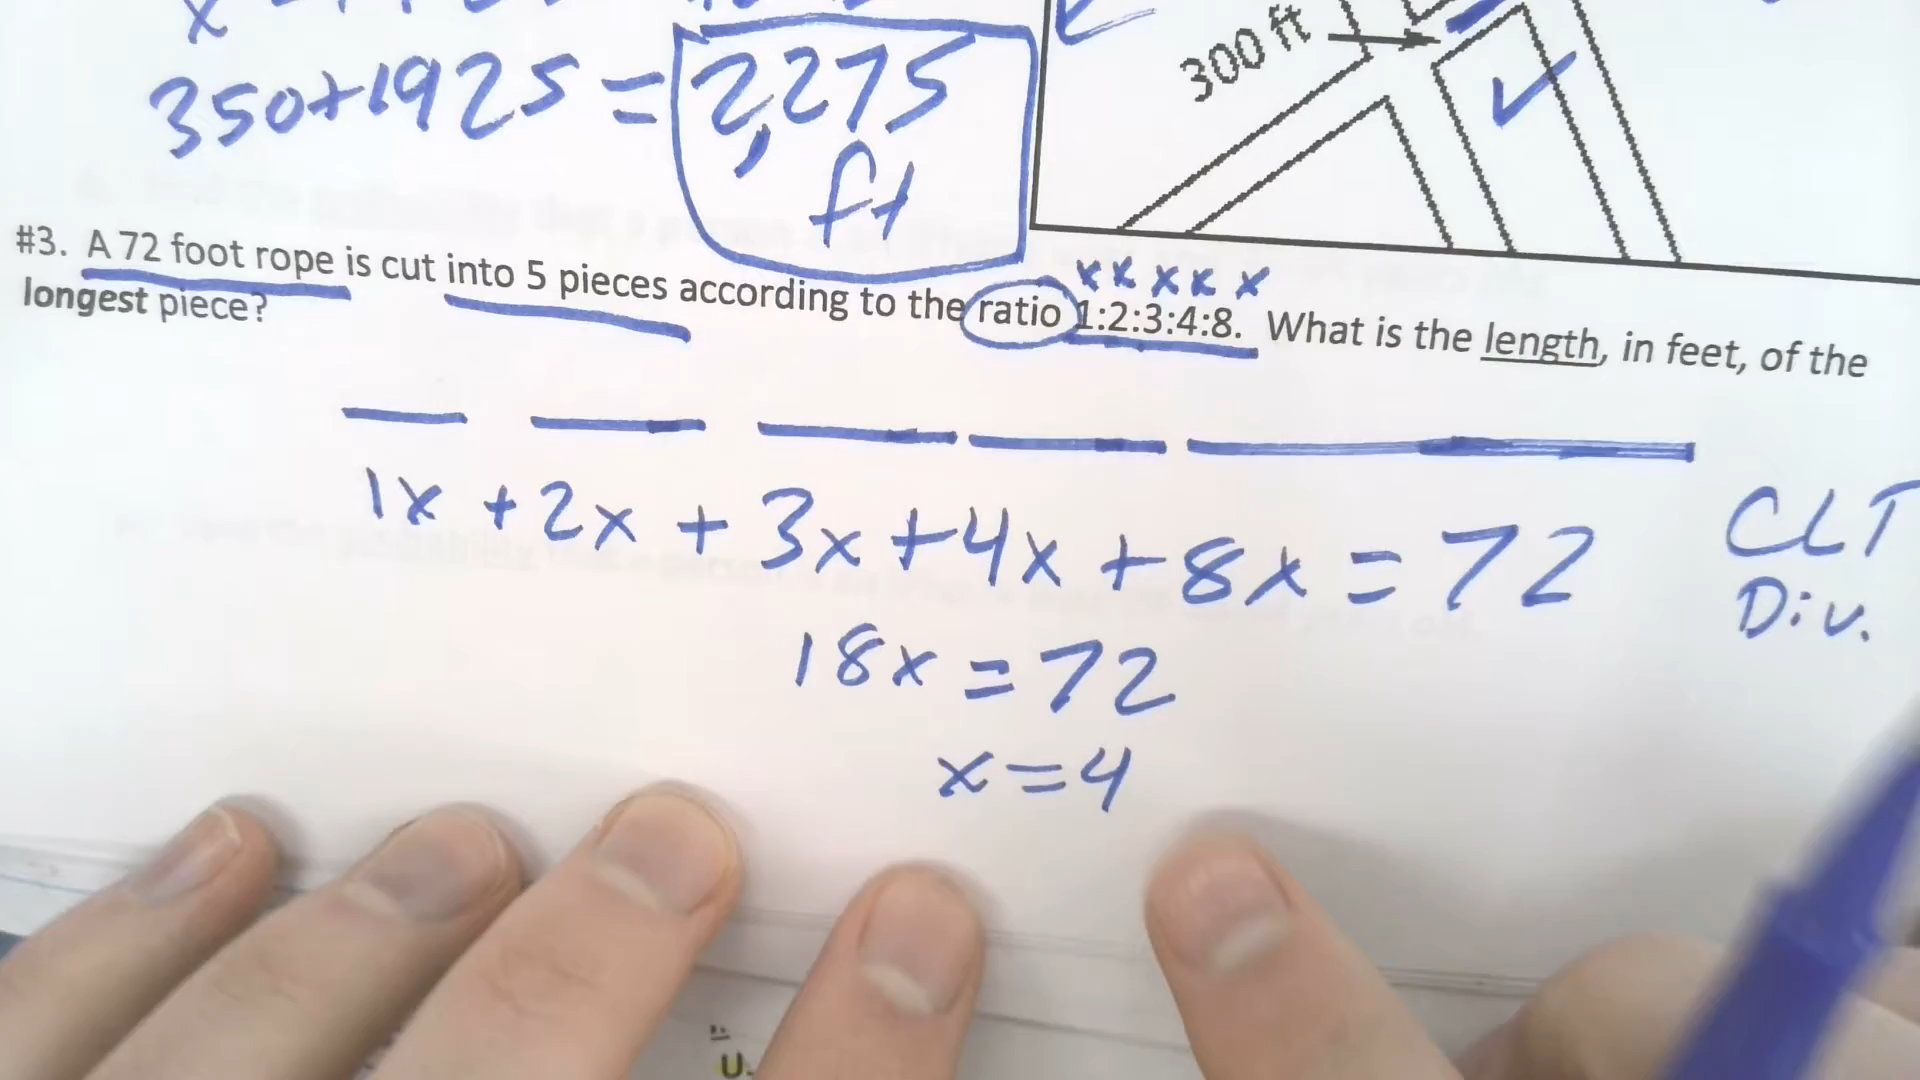 x
350+1925 = 2,275
ft
300 ft
#3. A 72 foot rope is cut into 5 pieces according to the ratio 1:2:3:4:8. What is the length, in feet, of the
x x x x x
longest piece?
1x + 2x + 3x + 4x + 8x = 72
CLT
Div.
18x = 72
x = 4
U.